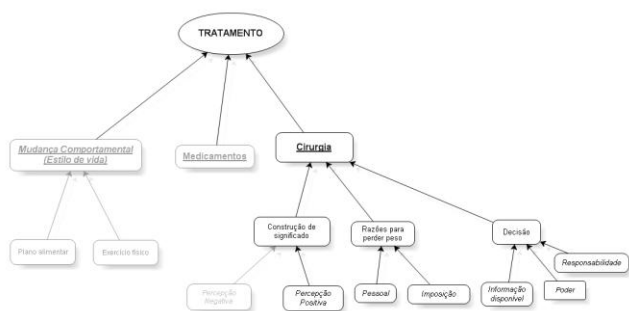 TRATAMENTO
Mudança Comportamental
(Estilo de vida)
Medicamentos
Cirurgia
Plano alimentar
Exercício físico
Construção de
significado
Razões para
perder peso
Decisão
Percepção
Negativa
Percepção
Positiva
Pessoal
Imposição
Informação
disponível
Poder
Responsabilidade